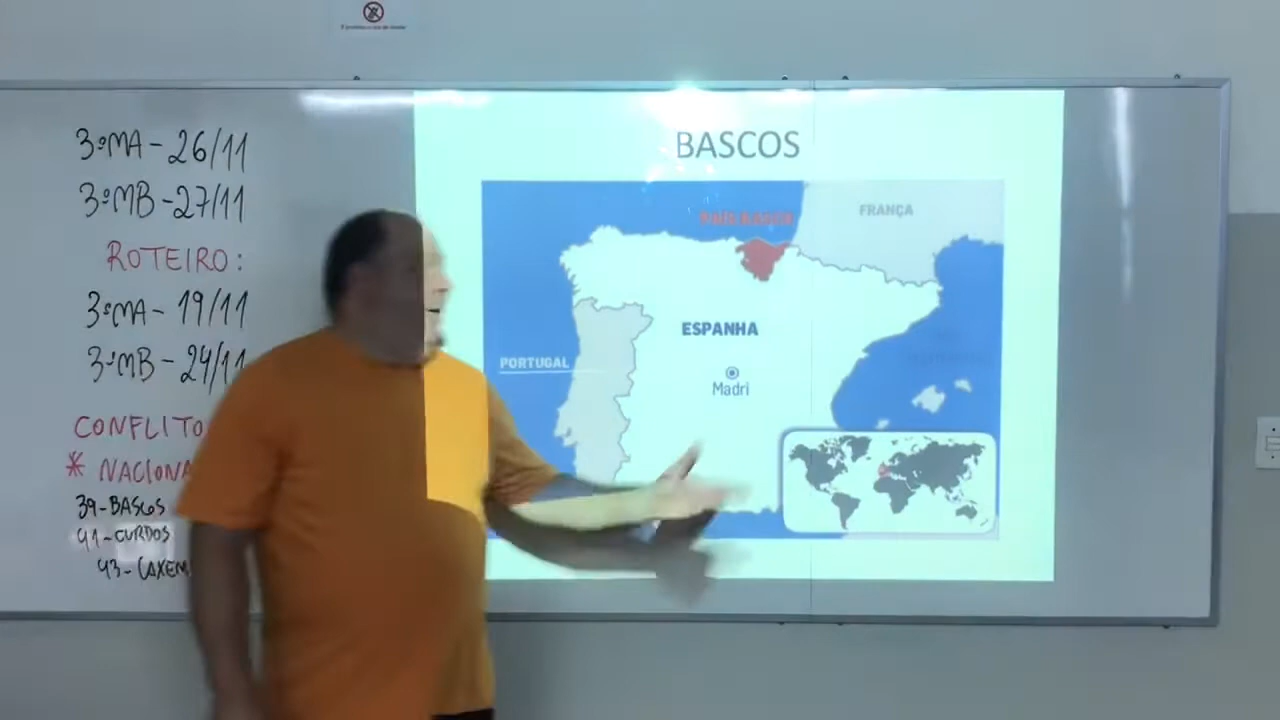 3ºMA - 26/11
3ºMB - 27/11
ROTEIRO:
3ºMA - 19/11
3ºMB - 24/11
CONFLITO
* NACIONA
39 - BASCOS
41 - CURDOS
43 - CAXEM
BASCOS
PAÍS BASCO
FRANÇA
ESPANHA
PORTUGAL
Madri